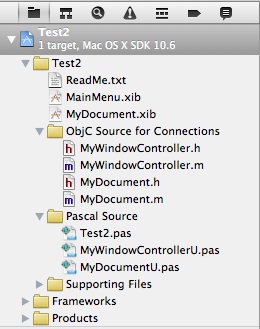 Test2
1 target, Mac OS X SDK 10.6
Test2
ReadMe.txt
MainMenu.xib
MyDocument.xib
ObjC Source for Connections
h MyWindowController.h
m MyWindowController.m
h MyDocument.h
m MyDocument.m
Pascal Source
Test2.pas
MyWindowControllerU.pas
MyDocumentU.pas
Supporting Files
Frameworks
Products